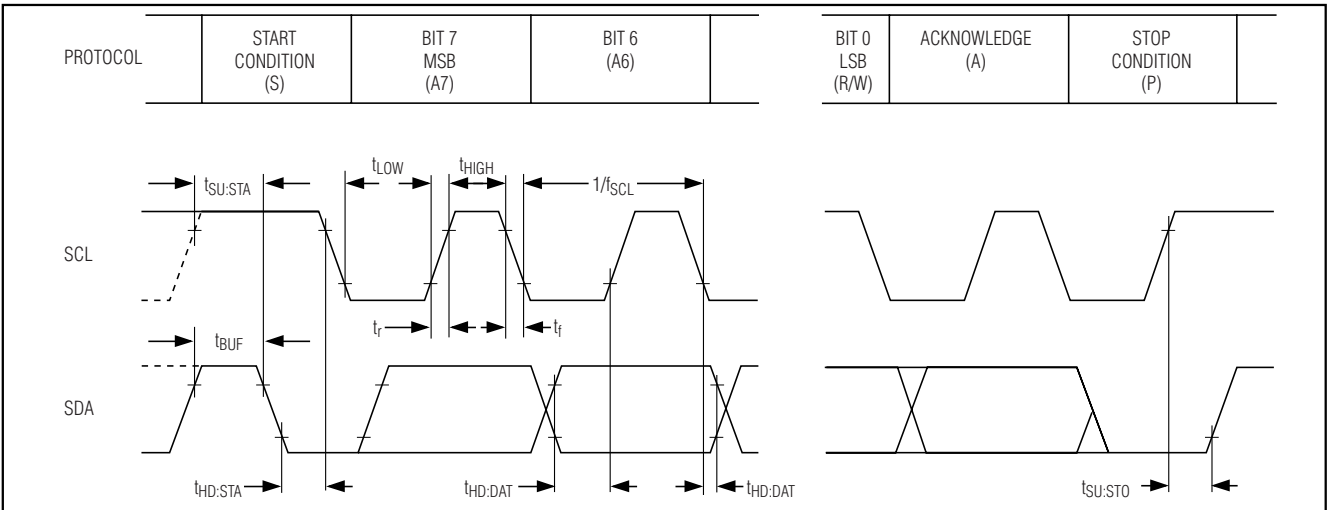 PROTOCOL
START
CONDITION
(S)
BIT 7
MSB
(A7)
BIT 6
(A6)
BIT 0
LSB
(R/W)
ACKNOWLEDGE
(A)
STOP
CONDITION
(P)
tSU:STA
tLOW
tHIGH
1/fSCL
SCL
tr
tf
tBUF
SDA
tHD:STA
tHD:DAT
tHD:DAT
tSU:STO